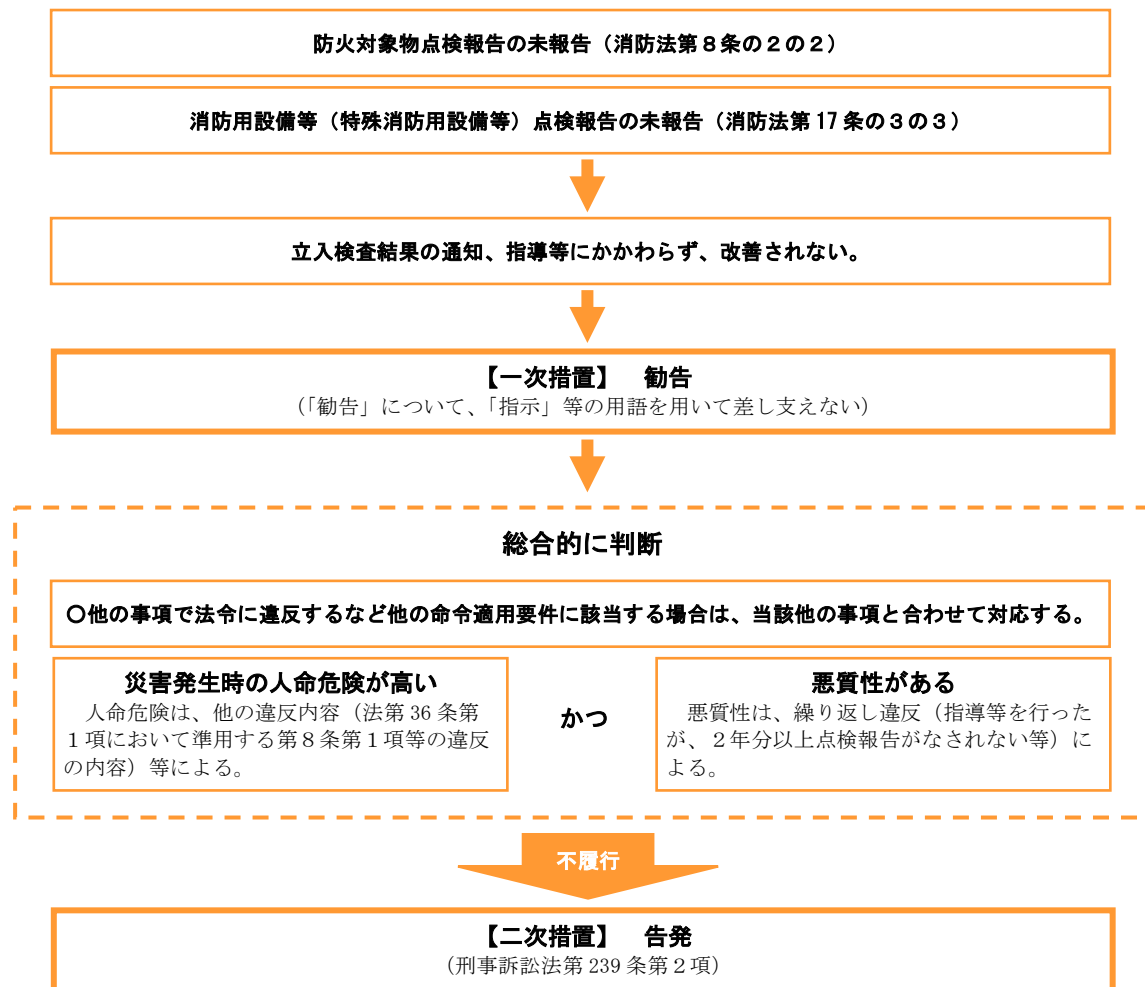 防火対象物点検報告の未報告（消防法第８条の２の２）
消防用設備等（特殊消防用設備等）点検報告の未報告（消防法第 17 条の３の３）
立入検査結果の通知、指導等にかかわらず、改善されない。
【一次措置】　勧告
（「勧告」について、「指示」等の用語を用いて差し支えない）
総合的に判断
〇他の事項で法令に違反するなど他の命令適用要件に該当する場合は、当該他の事項と合わせて対応する。
災害発生時の人命危険が高い
人命危険は、他の違反内容（法第 36 条第
１項において準用する第８条第１項等の違反
の内容）等による。
かつ
悪質性がある
悪質性は、繰り返し違反（指導等を行った
が、２年分以上点検報告がなされない等）に
よる。
不履行
【二次措置】　告発
（刑事訴訟法第 239 条第２項）